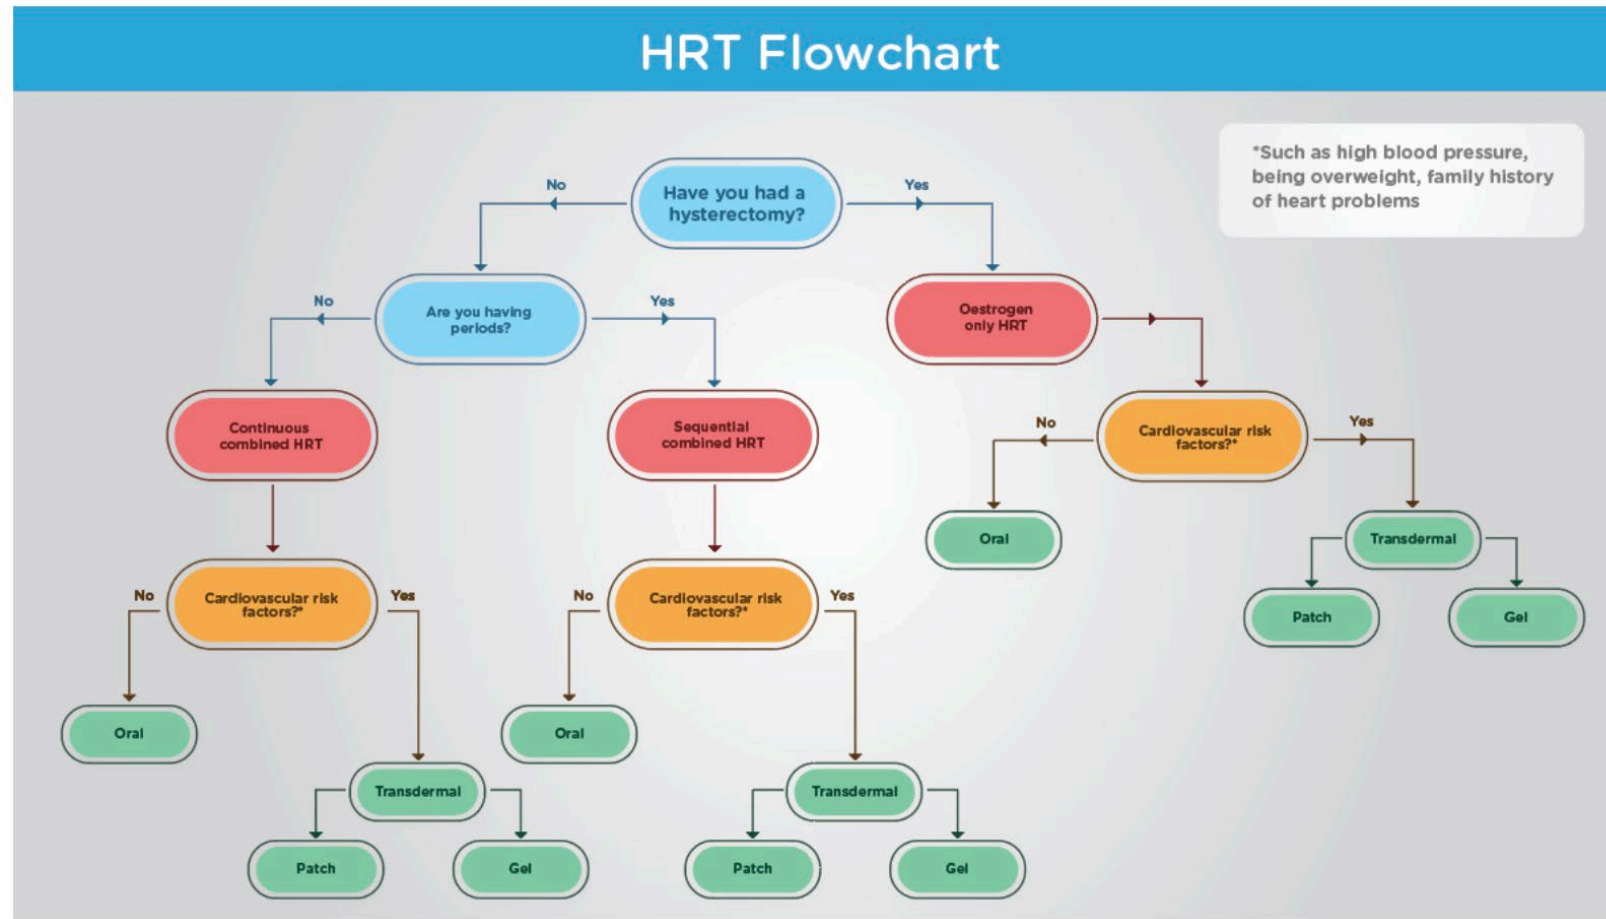 HRT Flowchart
*Such as high blood pressure,
being overweight, family history
of heart problems
No
Have you had a
hysterectomy?
Yes
No
Are you having
periods?
Yes
Oestrogen
only HRT
Continuous
combined HRT
Sequential
combined HRT
No
Cardiovascular risk
factors?*
Yes
Oral
Transdermal
Patch
Gel
No
Cardiovascular risk
factors?*
Yes
No
Cardiovascular risk
factors?*
Yes
Oral
Oral
Transdermal
Transdermal
Patch
Gel
Patch
Gel